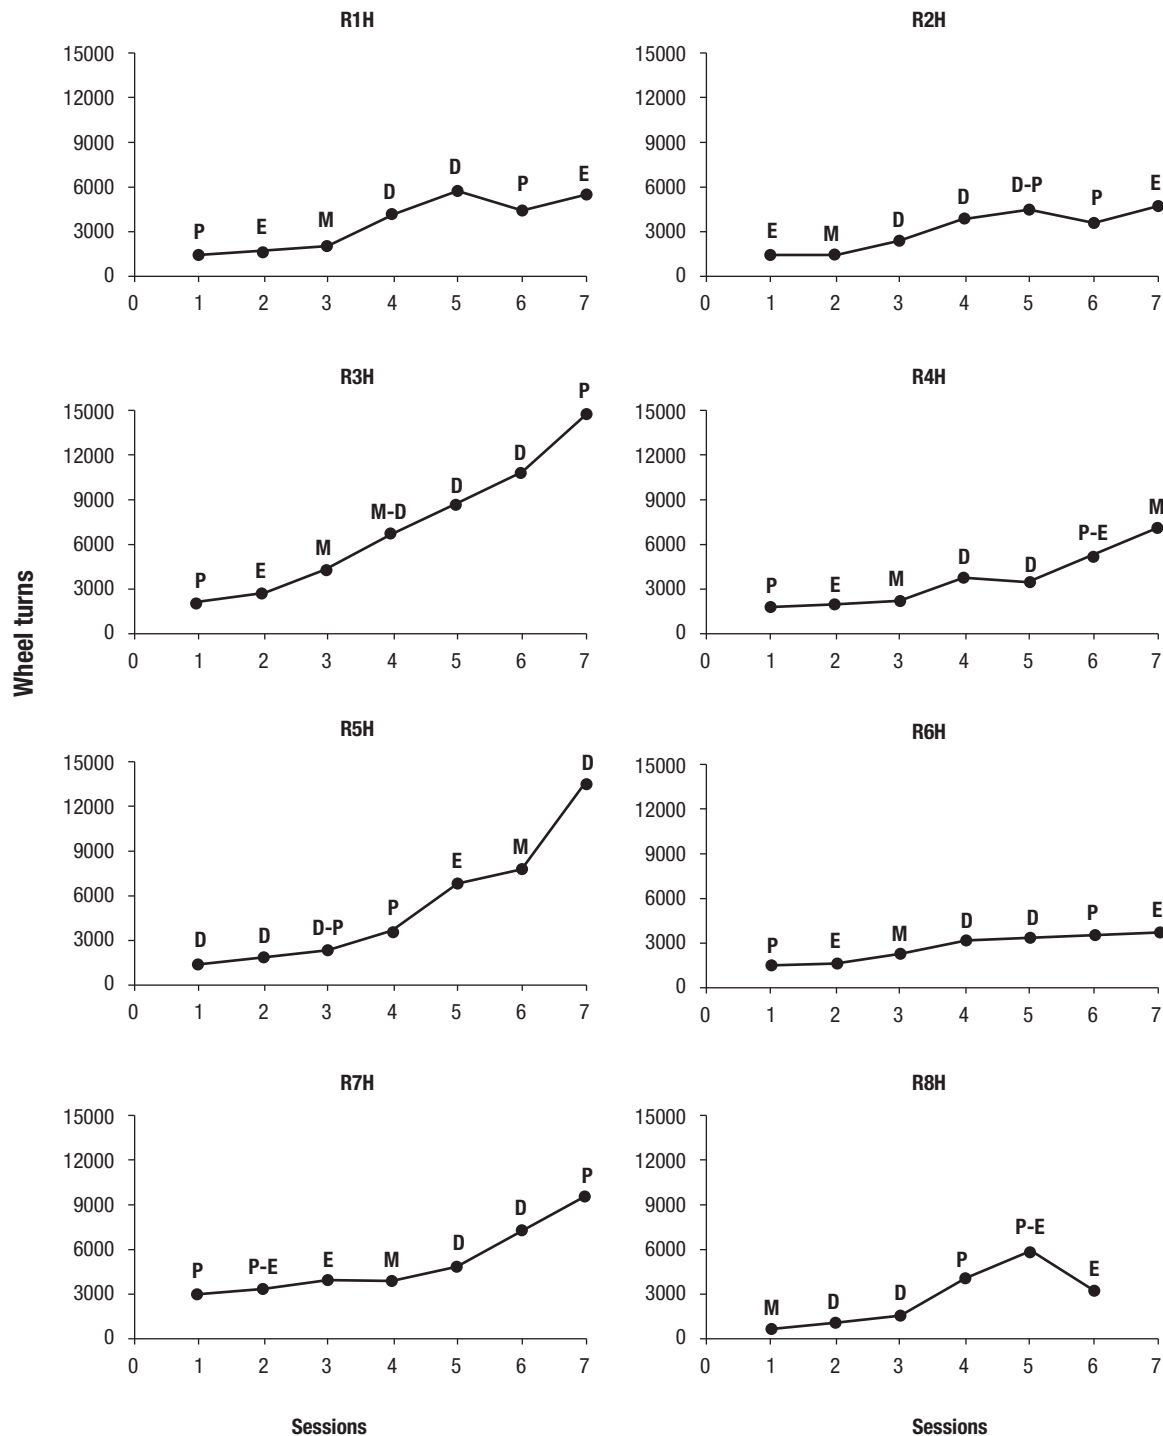 R1H
15000
12000
9000
6000
3000
0
P
E
M
D
D
P
E
0 1 2 3 4 5 6 7
R2H
15000
12000
9000
6000
3000
0
E
M
D
D
D-P
P
E
0 1 2 3 4 5 6 7
R3H
15000
12000
9000
6000
3000
0
P
E
M
M-D
D
D
P
0 1 2 3 4 5 6 7
R4H
15000
12000
9000
6000
3000
0
P
E
M
D
D
P-E
M
0 1 2 3 4 5 6 7
Wheel turns
R5H
15000
12000
9000
6000
3000
0
D
D
D-P
P
E
M
D
0 1 2 3 4 5 6 7
R6H
15000
12000
9000
6000
3000
0
P
E
M
D
D
P
E
0 1 2 3 4 5 6 7
R7H
15000
12000
9000
6000
3000
0
P
P-E
E
M
D
D
P
0 1 2 3 4 5 6 7
Sessions
R8H
15000
12000
9000
6000
3000
0
M
D
D
P
P-E
E
0 1 2 3 4 5 6 7
Sessions